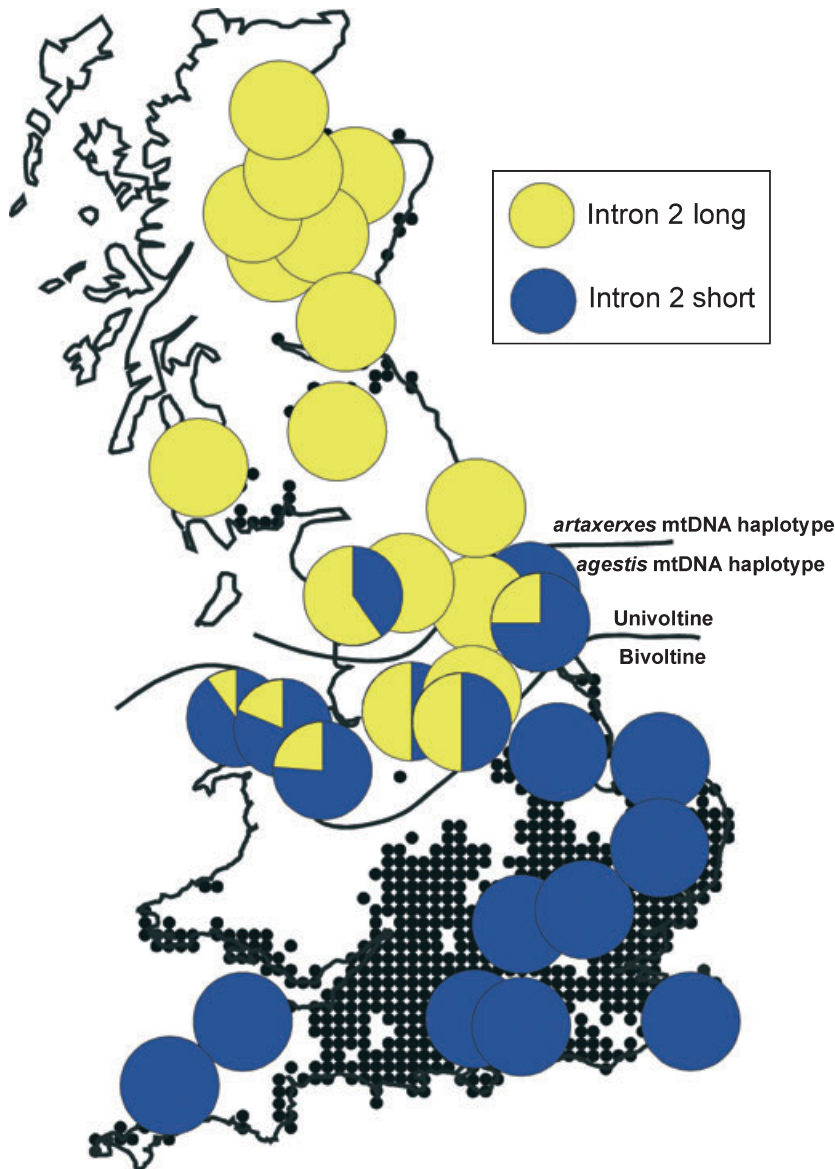 Intron 2 long
Intron 2 short
artaxerxes mtDNA haplotype
agestis mtDNA haplotype
Univoltine
Bivoltine